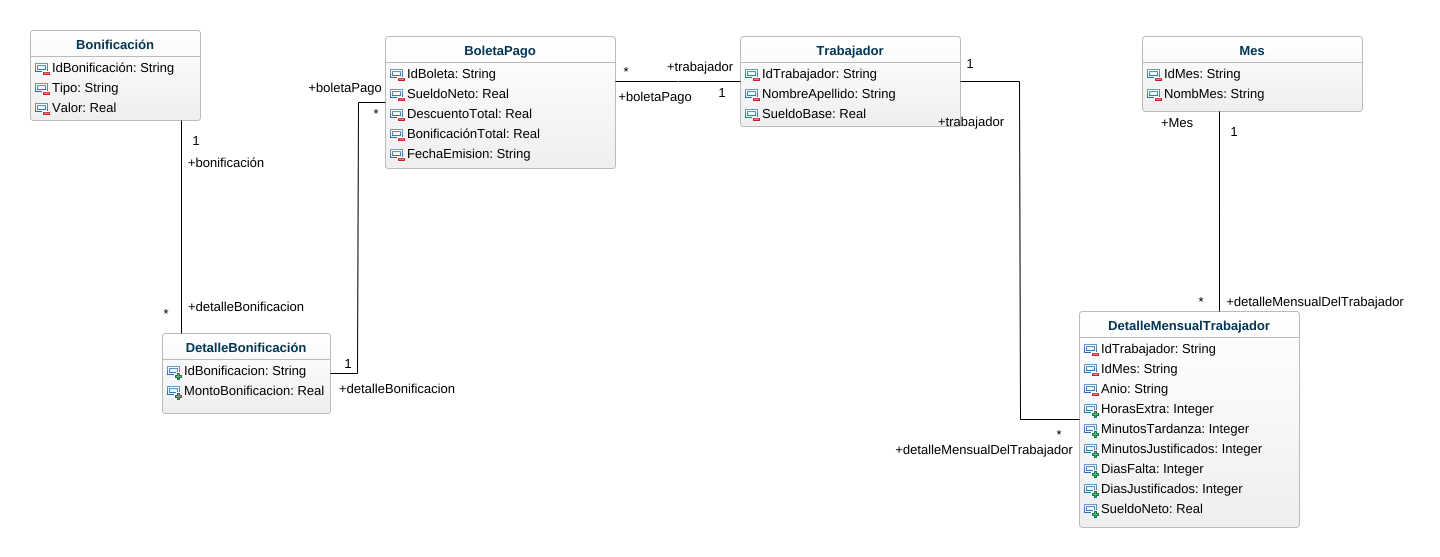 Bonificación
IdBonificación: String
Tipo: String
Valor: Real
1
+bonificación
*
+detalleBonificacion
DetalleBonificación
IdBonificacion: String
MontoBonificacion: Real
1
+detalleBonificacion
+boletaPago
*
BoletaPago
IdBoleta: String
SueldoNeto: Real
DescuentoTotal: Real
BonificaciónTotal: Real
FechaEmision: String
*
+boletaPago
+trabajador
1
Trabajador
IdTrabajador: String
NombreApellido: String
SueldoBase: Real
1
+trabajador
*
+detalleMensualDelTrabajador
Mes
IdMes: String
NombMes: String
+Mes
1
*
+detalleMensualDelTrabajador
DetalleMensualTrabajador
IdTrabajador: String
IdMes: String
Anio: String
HorasExtra: Integer
MinutosTardanza: Integer
MinutosJustificados: Integer
DiasFalta: Integer
DiasJustificados: Integer
SueldoNeto: Real